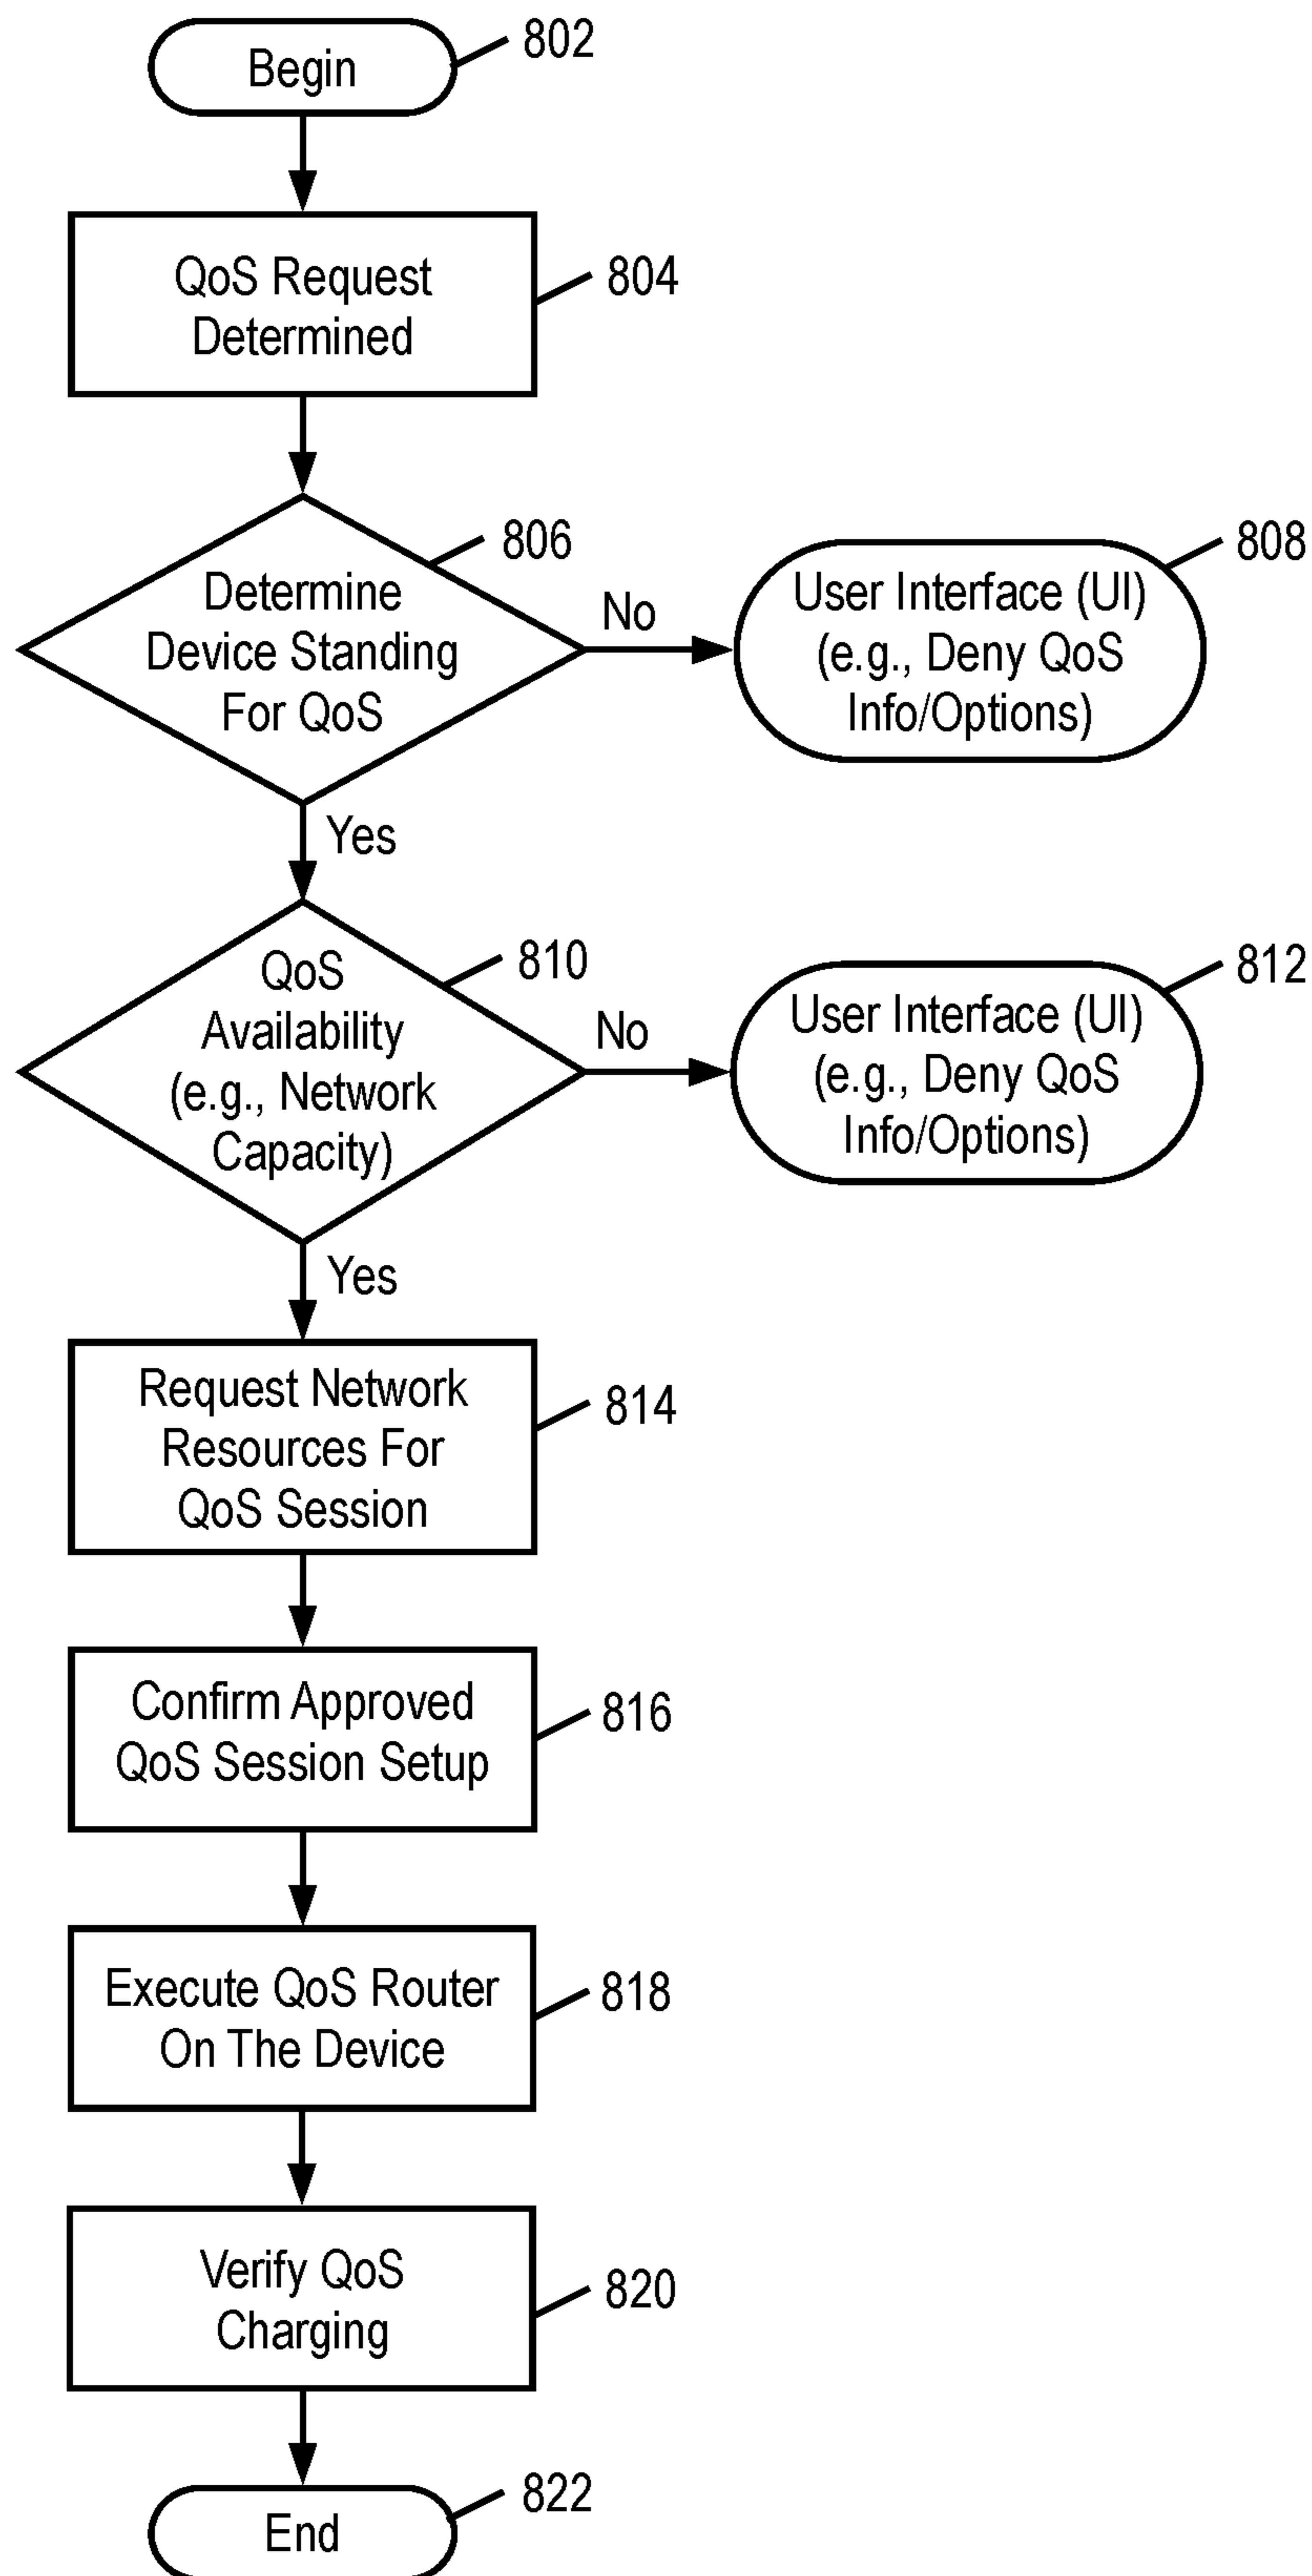 Begin
802
QoS Request
Determined
804
806
Determine
Device Standing
For QoS
No
808
User Interface (UI)
(e.g., Deny QoS
Info/Options)
Yes
810
QoS
Availability
(e.g., Network
Capacity)
No
812
User Interface (UI)
(e.g., Deny QoS
Info/Options)
Yes
Request Network
Resources For
QoS Session
814
Confirm Approved
QoS Session Setup
816
Execute QoS Router
On The Device
818
Verify QoS
Charging
820
End
822